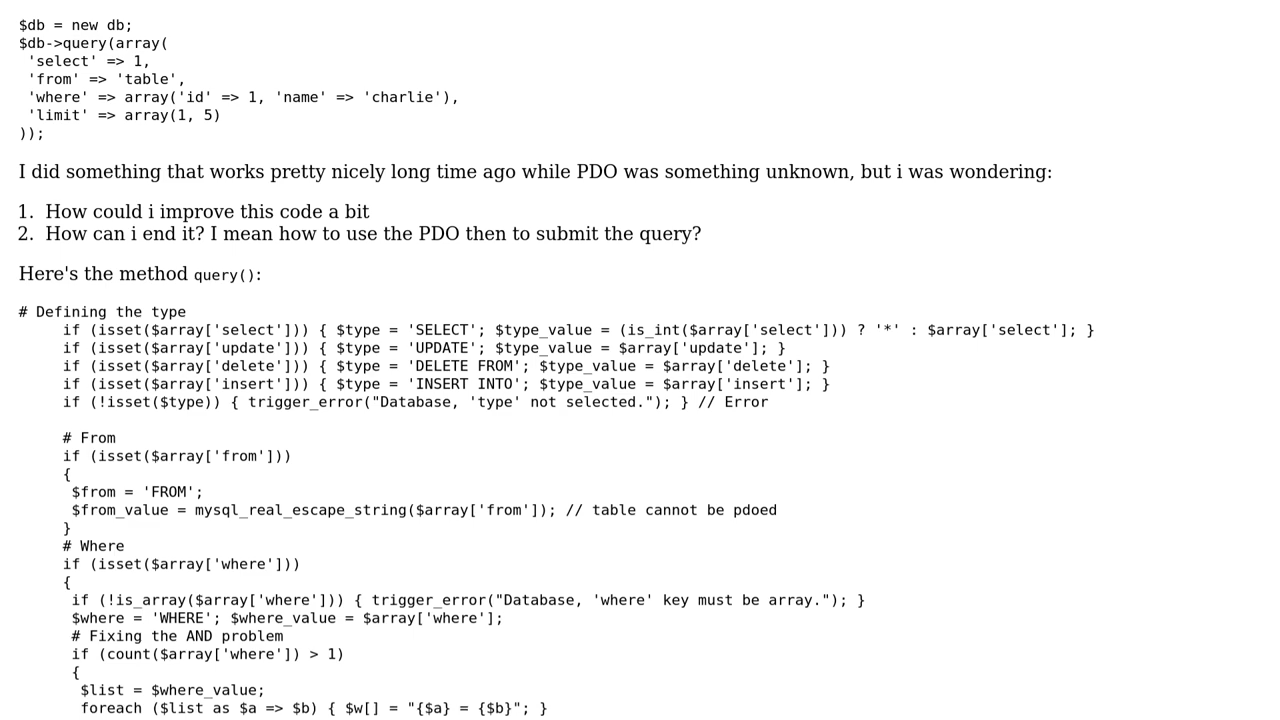 $db = new db;
$db->query(array(
 'select' => 1,
 'from' => 'table',
 'where' => array('id' => 1, 'name' => 'charlie'),
 'limit' => array(1, 5)
));
I did something that works pretty nicely long time ago while PDO was something unknown, but i was wondering:
1. How could i improve this code a bit
2. How can i end it? I mean how to use the PDO then to submit the query?
Here's the method query():
# Defining the type
     if (isset($array['select'])) { $type = 'SELECT'; $type_value = (is_int($array['select'])) ? '*' : $array['select']; }
     if (isset($array['update'])) { $type = 'UPDATE'; $type_value = $array['update']; }
     if (isset($array['delete'])) { $type = 'DELETE FROM'; $type_value = $array['delete']; }
     if (isset($array['insert'])) { $type = 'INSERT INTO'; $type_value = $array['insert']; }
     if (!isset($type)) { trigger_error("Database, 'type' not selected."); } // Error
     # From
     if (isset($array['from']))
     {
      $from = 'FROM';
      $from_value = mysql_real_escape_string($array['from']); // table cannot be pdoed
     }
     # Where
     if (isset($array['where']))
     {
      if (!is_array($array['where'])) { trigger_error("Database, 'where' key must be array."); }
      $where = 'WHERE'; $where_value = $array['where'];
      # Fixing the AND problem
      if (count($array['where']) > 1)
      {
       $list = $where_value;
       foreach ($list as $a => $b) { $w[] = "{$a} = {$b}"; }